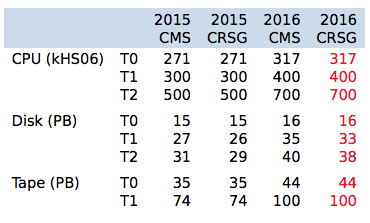 2015 2015 2016 2016
CMS CRSG CMS CRSG
CPU (kHS06) T0 271 271 317 317
T1 300 300 400 400
T2 500 500 700 700
Disk (PB) T0 15 15 16 16
T1 27 26 35 33
T2 31 29 40 38
Tape (PB) T0 35 35 44 44
T1 74 74 100 100